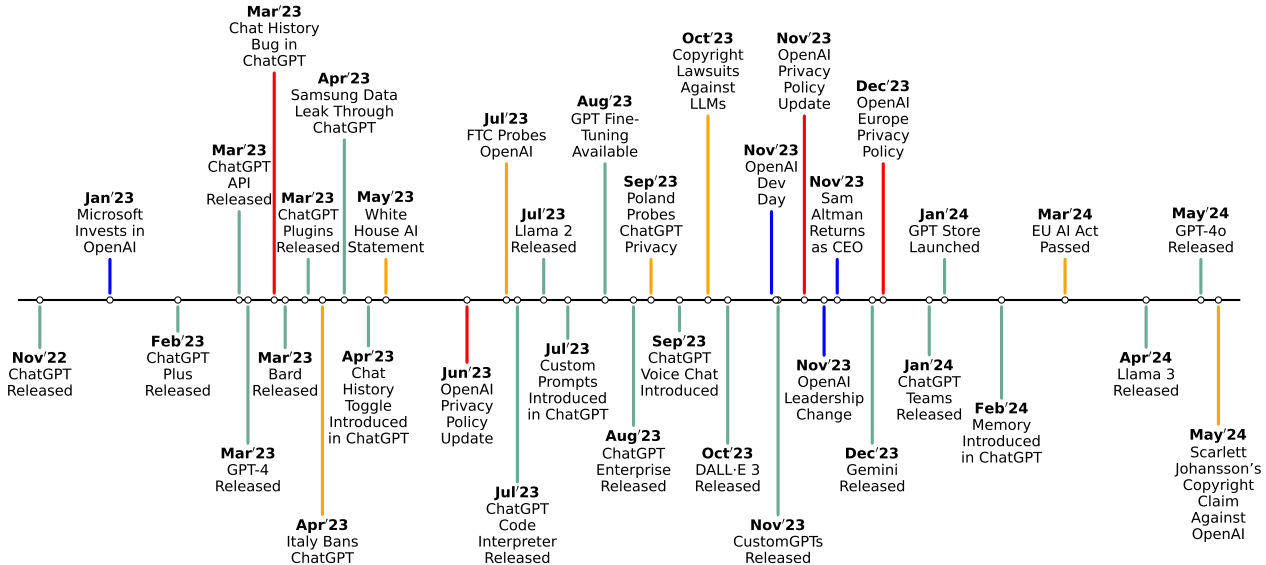 Mar′23
Chat History
Bug in
ChatGPT
Oct′23
Copyright
Lawsuits
Against
LLMs
Nov′23
OpenAI
Privacy
Policy
Update
Apr′23
Samsung Data
Leak Through
ChatGPT
Dec′23
OpenAI
Europe
Privacy
Policy
Aug′23
GPT Fine-
Tuning
Available
Jul′23
FTC Probes
OpenAI
Mar′23
ChatGPT
API
Released
Nov′23
OpenAI
Dev
Day
Sep′23
Poland
Probes
ChatGPT
Privacy
Nov′23
Sam
Altman
Returns
as CEO
Jan′23
Microsoft
Invests in
OpenAI
Mar′23
ChatGPT
Plugins
Released
May′23
White
House AI
Statement
Jul′23
Llama 2
Released
Jan′24
GPT Store
Launched
Mar′24
EU AI Act
Passed
May′24
GPT-4o
Released
Nov′22
ChatGPT
Released
Feb′23
ChatGPT
Plus
Released
Mar′23
Bard
Released
Apr′23
Chat
History
Toggle
Introduced
in ChatGPT
Jun′23
OpenAI
Privacy
Policy
Update
Jul′23
Custom
Prompts
Introduced
in ChatGPT
Sep′23
ChatGPT
Voice Chat
Introduced
Nov′23
OpenAI
Leadership
Change
Jan′24
ChatGPT
Teams
Released
Apr′24
Llama 3
Released
Feb′24
Memory
Introduced
in ChatGPT
Mar′23
GPT-4
Released
Aug′23
ChatGPT
Enterprise
Released
Oct′23
DALL·E 3
Released
Dec′23
Gemini
Released
May′24
Scarlett
Johansson’s
Copyright
Claim
Against
OpenAI
Jul′23
ChatGPT
Code
Interpreter
Released
Apr′23
Italy Bans
ChatGPT
Nov′23
CustomGPTs
Released